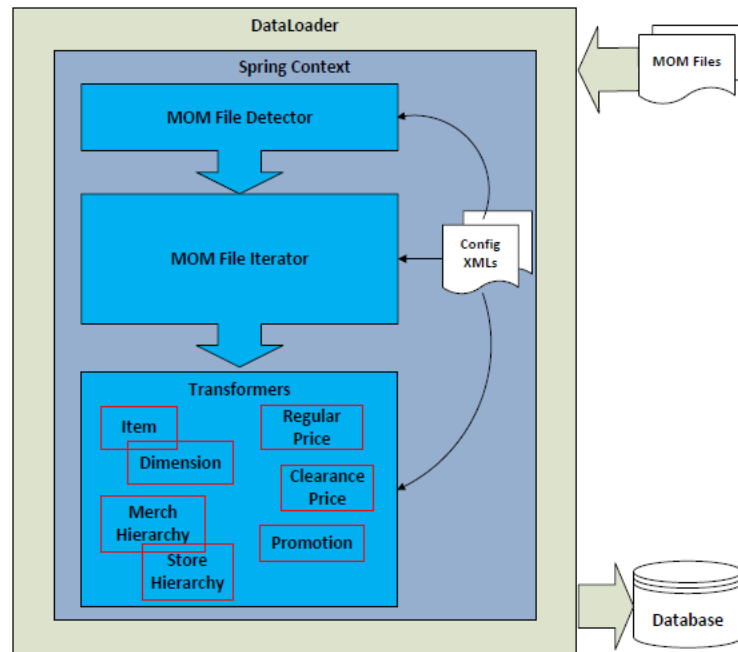 DataLoader
Spring Context
MOM Files
MOM File Detector
MOM File Iterator
Config
XMLs
Transformers
Item
Dimension
Merch
Hierarchy
Store
Hierarchy
Regular
Price
Clearance
Price
Promotion
Database